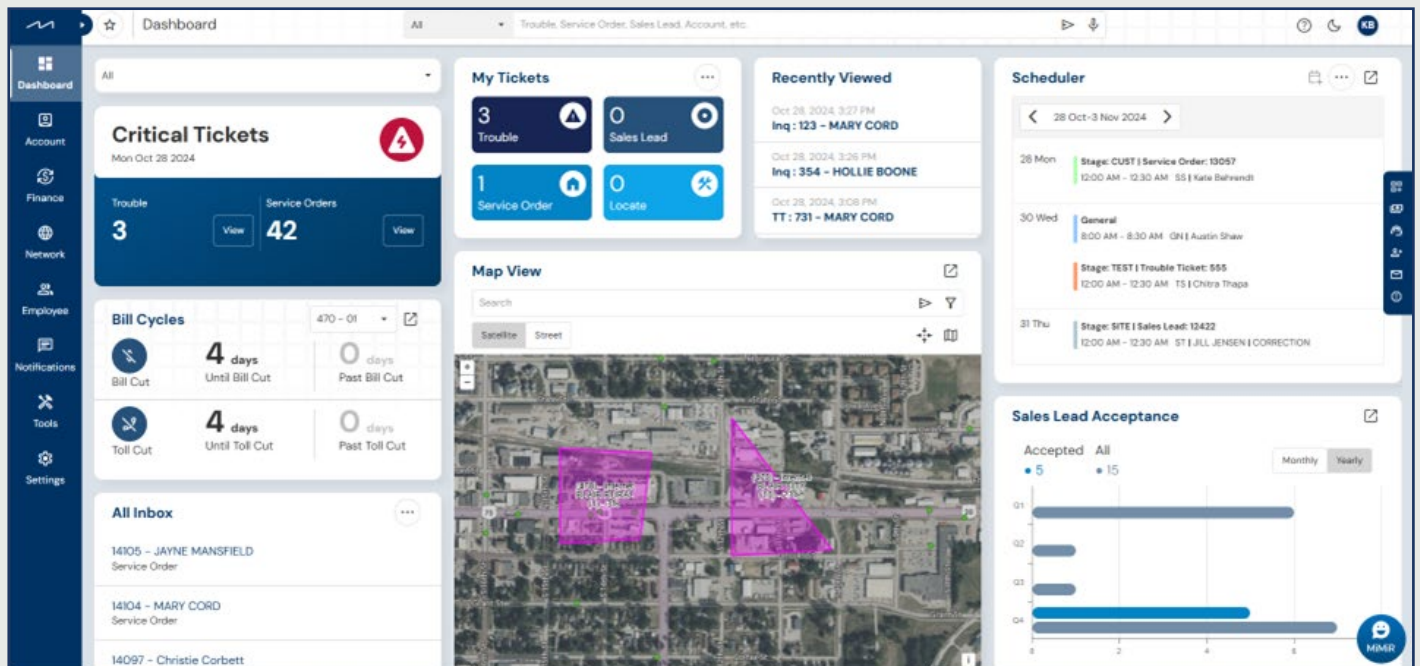 Dashboard
All
Trouble, Service Order, Sales Lead, Account, etc.
KB
Dashboard
Account
Finance
Network
Employee
Notifications
Tools
Settings
All
Critical Tickets
Mon Oct 28 2024
Trouble
3
View
Service Orders
42
View
Bill Cycles
470 - 01
Bill Cut
4 days
Until Bill Cut
0 days
Past Bill Cut
Toll Cut
4 days
Until Toll Cut
0 days
Past Toll Cut
All Inbox
14105 - JAYNE MANSFIELD
Service Order
14104 - MARY CORD
Service Order
14097 - Christie Corbett
My Tickets
3
Trouble
0
Sales Lead
1
Service Order
0
Locate
Recently Viewed
Oct 28, 2024, 3:27 PM
Inq : 123 - MARY CORD
Oct 28, 2024, 3:26 PM
Inq : 354 - HOLLIE BOONE
Oct 28, 2024, 3:08 PM
TT : 731 - MARY CORD
Map View
Search
Satellite
Street
Scheduler
28 Oct-3 Nov 2024
28 Mon
Stage: CUST | Service Order: 13057
12:00 AM - 12:30 AM SS | Kate Behrendt
30 Wed
General
8:00 AM - 8:30 AM GN | Austin Shaw
Stage: TEST | Trouble Ticket: 555
12:00 AM - 12:30 AM TS | Chitra Thapa
31 Thu
Stage: SITE | Sales Lead: 12422
12:00 AM - 12:30 AM ST | JILL JENSEN | CORRECTION
Sales Lead Acceptance
Accepted All
5 15
Monthly
Yearly
Q1
Q2
Q3
Q4
0 2 4 6
MiMiR